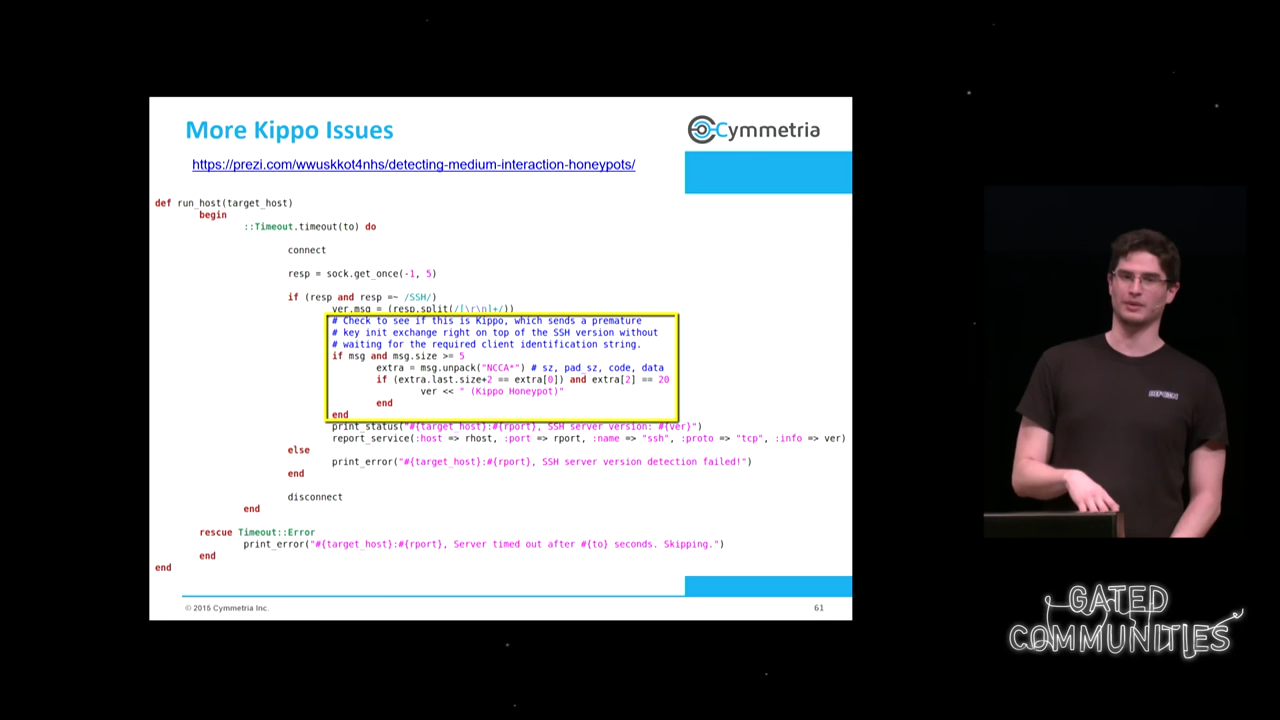 More Kippo Issues
Cymmetria
https://prezi.com/wwuskkot4nhs/detecting-medium-interaction-honeypots/
def run_host(target_host)
begin
::Timeout.timeout(to) do
connect
resp = sock.get_once(-1, 5)
if (resp and resp =~ /SSH/)
ver,msg = (resp.split(/[\r\n]+/))
# Check to see if this is Kippo, which sends a premature
# key init exchange right on top of the SSH version without
# waiting for the required client identification string.
if msg and msg.size >= 5
extra = msg.unpack("NCCA*") # sz, pad_sz, code, data
if (extra.last.size+2 == extra[0]) and extra[2] == 20
ver << " (Kippo Honeypot)"
end
end
print_status("#{target_host}:#{rport}, SSH server version: #{ver}")
report_service(:host => rhost, :port => rport, :name => "ssh", :proto => "tcp", :info => ver)
else
print_error("#{target_host}:#{rport}, SSH server version detection failed!")
end
disconnect
end
rescue Timeout::Error
print_error("#{target_host}:#{rport}, Server timed out after #{to} seconds. Skipping.")
end
end
© 2015 Cymmetria Inc.
61
GATED
COMMUNITIES